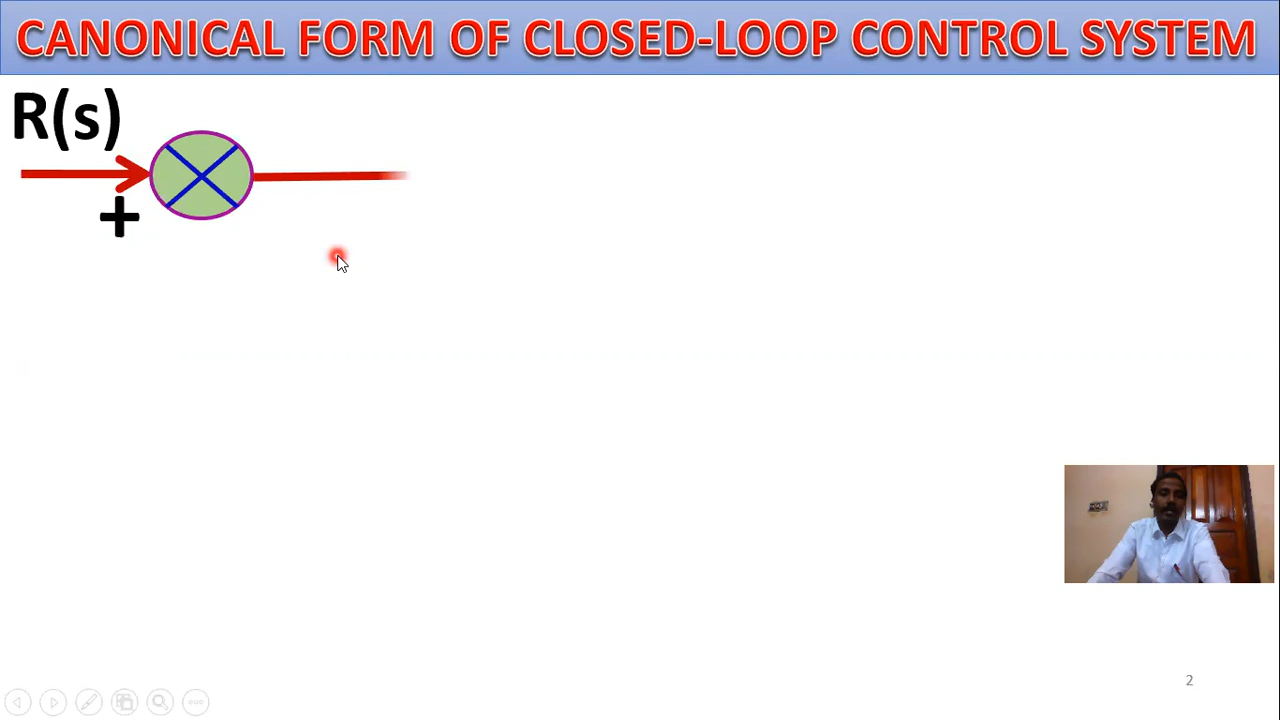 CANONICAL FORM OF CLOSED-LOOP CONTROL SYSTEM
R(s)
+
2